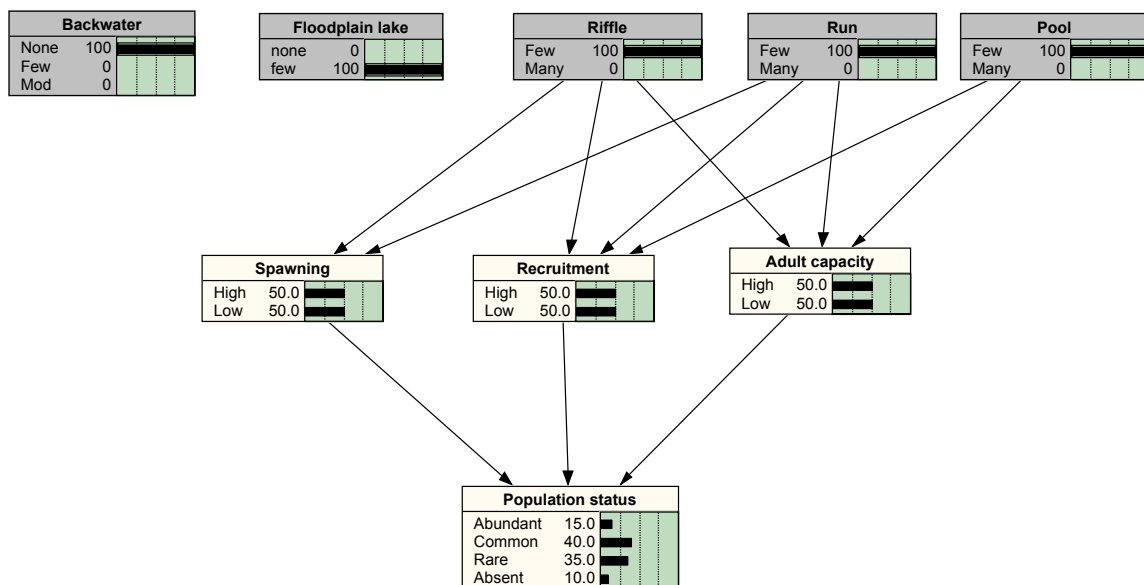 Backwater
None 100
Few 0
Mod 0
Floodplain lake
none 0
few 100
Riffle
Few 100
Many 0
Run
Few 100
Many 0
Pool
Few 100
Many 0
Spawning
High 50.0
Low 50.0
Recruitment
High 50.0
Low 50.0
Adult capacity
High 50.0
Low 50.0
Population status
Abundant 15.0
Common 40.0
Rare 35.0
Absent 10.0